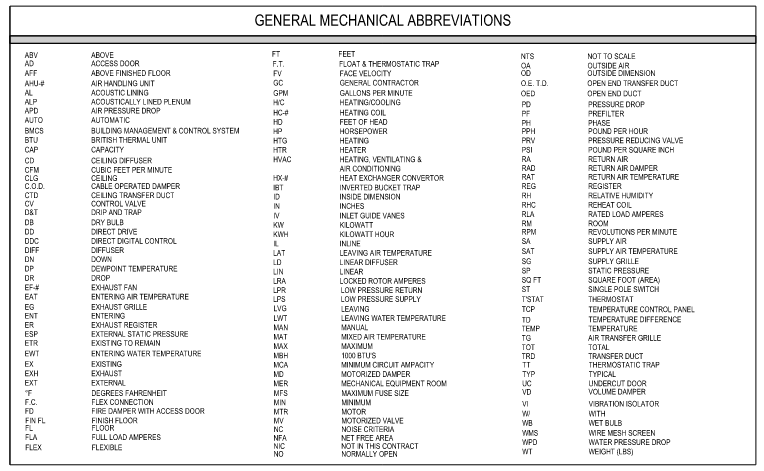 GENERAL MECHANICAL ABBREVIATIONS
ABV ABOVE
AD ACCESS DOOR
AFF ABOVE FINISHED FLOOR
AHU-# AIR HANDLING UNIT
AL ACOUSTIC LINING
ALP ACOUSTICALLY LINED PLENUM
APD AIR PRESSURE DROP
AUTO AUTOMATIC
BMCS BUILDING MANAGEMENT & CONTROL SYSTEM
BTU BRITISH THERMAL UNIT
CAP CAPACITY
CD CEILING DIFFUSER
CFM CUBIC FEET PER MINUTE
CLG CEILING
C.O.D. CABLE OPERATED DAMPER
CTD CEILING TRANSFER DUCT
CV CONTROL VALVE
D&T DRIP AND TRAP
DB DRY BULB
DD DIRECT DRIVE
DDC DIRECT DIGITAL CONTROL
DIFF DIFFUSER
DN DOWN
DP DEWPOINT TEMPERATURE
DR DROP
EF-# EXHAUST FAN
EAT ENTERING AIR TEMPERATURE
EG EXHAUST GRILLE
ENT ENTERING
ER EXHAUST REGISTER
ESP EXTERNAL STATIC PRESSURE
ETR EXISTING TO REMAIN
EWT ENTERING WATER TEMPERATURE
EX EXISTING
EXH EXHAUST
EXT EXTERNAL
°F DEGREES FAHRENHEIT
F.C. FLEX CONNECTION
FD FIRE DAMPER WITH ACCESS DOOR
FIN FL FINISH FLOOR
FL FLOOR
FLA FULL LOAD AMPERES
FLEX FLEXIBLE
FT FEET
F.T. FLOAT & THERMOSTATIC TRAP
FV FACE VELOCITY
GC GENERAL CONTRACTOR
GPM GALLONS PER MINUTE
H/C HEATING/COOLING
HC-# HEATING COIL
HD FEET OF HEAD
HP HORSEPOWER
HTG HEATING
HTR HEATER
HVAC HEATING, VENTILATING &
AIR CONDITIONING
HX-# HEAT EXCHANGER CONVERTOR
IBT INVERTED BUCKET TRAP
ID INSIDE DIMENSION
IN INCHES
IV INLET GUIDE VANES
KW KILOWATT
KWH KILOWATT HOUR
IL INLINE
LAT LEAVING AIR TEMPERATURE
LD LINEAR DIFFUSER
LIN LINEAR
LRA LOCKED ROTOR AMPERES
LPR LOW PRESSURE RETURN
LPS LOW PRESSURE SUPPLY
LVG LEAVING
LWT LEAVING WATER TEMPERATURE
MAN MANUAL
MAT MIXED AIR TEMPERATURE
MAX MAXIMUM
MBH 1000 BTU'S
MCA MINIMUM CIRCUIT AMPACITY
MD MOTORIZED DAMPER
MER MECHANICAL EQUIPMENT ROOM
MFS MAXIMUM FUSE SIZE
MIN MINIMUM
MTR MOTOR
MV MOTORIZED VALVE
NC NOISE CRITERIA
NFA NET FREE AREA
NIC NOT IN THIS CONTRACT
NO NORMALLY OPEN
NTS NOT TO SCALE
OA OUTSIDE AIR
OD OUTSIDE DIMENSION
O.E. T.D. OPEN END TRANSFER DUCT
OED OPEN END DUCT
PD PRESSURE DROP
PF PREFILTER
PH PHASE
PPH POUND PER HOUR
PRV PRESSURE REDUCING VALVE
PSI POUND PER SQUARE INCH
RA RETURN AIR
RAD RETURN AIR DAMPER
RAT RETURN AIR TEMPERATURE
REG REGISTER
RH RELATIVE HUMIDITY
RHC REHEAT COIL
RLA RATED LOAD AMPERES
RM ROOM
RPM REVOLUTIONS PER MINUTE
SA SUPPLY AIR
SAT SUPPLY AIR TEMPERATURE
SG SUPPLY GRILLE
SP STATIC PRESSURE
SQ FT SQUARE FOOT (AREA)
ST SINGLE POLE SWITCH
T'STAT THERMOSTAT
TCP TEMPERATURE CONTROL PANEL
TD TEMPERATURE DIFFERENCE
TEMP TEMPERATURE
TG AIR TRANSFER GRILLE
TOT TOTAL
TRD TRANSFER DUCT
TT THERMOSTATIC TRAP
TYP TYPICAL
UC UNDERCUT DOOR
VD VOLUME DAMPER
VI VIBRATION ISOLATOR
W/ WITH
WB WET BULB
WMS WIRE MESH SCREEN
WPD WATER PRESSURE DROP
WT WEIGHT (LBS)